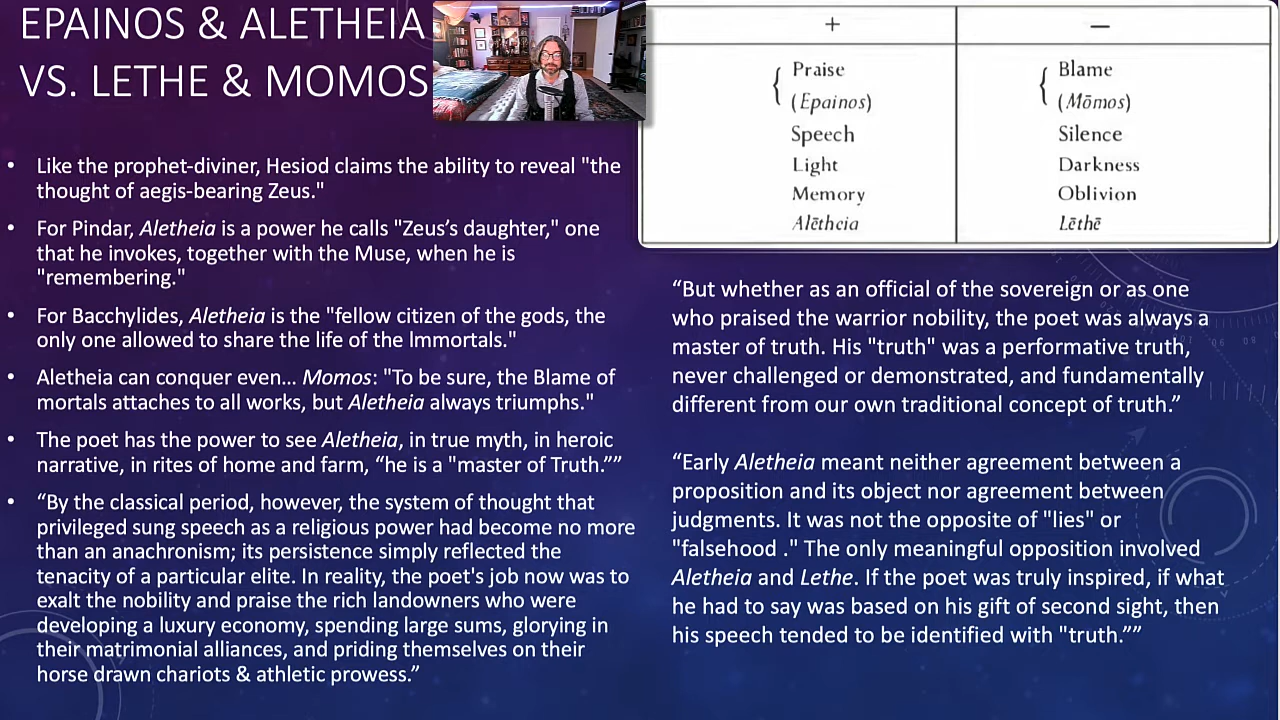 EPAINOS & ALETHEIA
VS. LETHE & MOMOS
• Like the prophet-diviner, Hesiod claims the ability to reveal "the
thought of aegis-bearing Zeus."
• For Pindar, Aletheia is a power he calls "Zeus’s daughter," one
that he invokes, together with the Muse, when he is
"remembering."
• For Bacchylides, Aletheia is the "fellow citizen of the gods, the
only one allowed to share the life of the Immortals."
• Aletheia can conquer even... Momos: "To be sure, the Blame of
mortals attaches to all works, but Aletheia always triumphs."
• The poet has the power to see Aletheia, in true myth, in heroic
narrative, in rites of home and farm, “he is a "master of Truth.””
• “By the classical period, however, the system of thought that
privileged sung speech as a religious power had become no more
than an anachronism; its persistence simply reflected the
tenacity of a particular elite. In reality, the poet's job now was to
exalt the nobility and praise the rich landowners who were
developing a luxury economy, spending large sums, glorying in
their matrimonial alliances, and priding themselves on their
horse drawn chariots & athletic prowess.”
+ —
Praise Blame
(Epainos) (Mōmos)
Speech Silence
Light Darkness
Memory Oblivion
Alētheia Lēthē
“But whether as an official of the sovereign or as one
who praised the warrior nobility, the poet was always a
master of truth. His "truth" was a performative truth,
never challenged or demonstrated, and fundamentally
different from our own traditional concept of truth.”
“Early Aletheia meant neither agreement between a
proposition and its object nor agreement between
judgments. It was not the opposite of "lies" or
"falsehood ." The only meaningful opposition involved
Aletheia and Lethe. If the poet was truly inspired, if what
he had to say was based on his gift of second sight, then
his speech tended to be identified with "truth.””